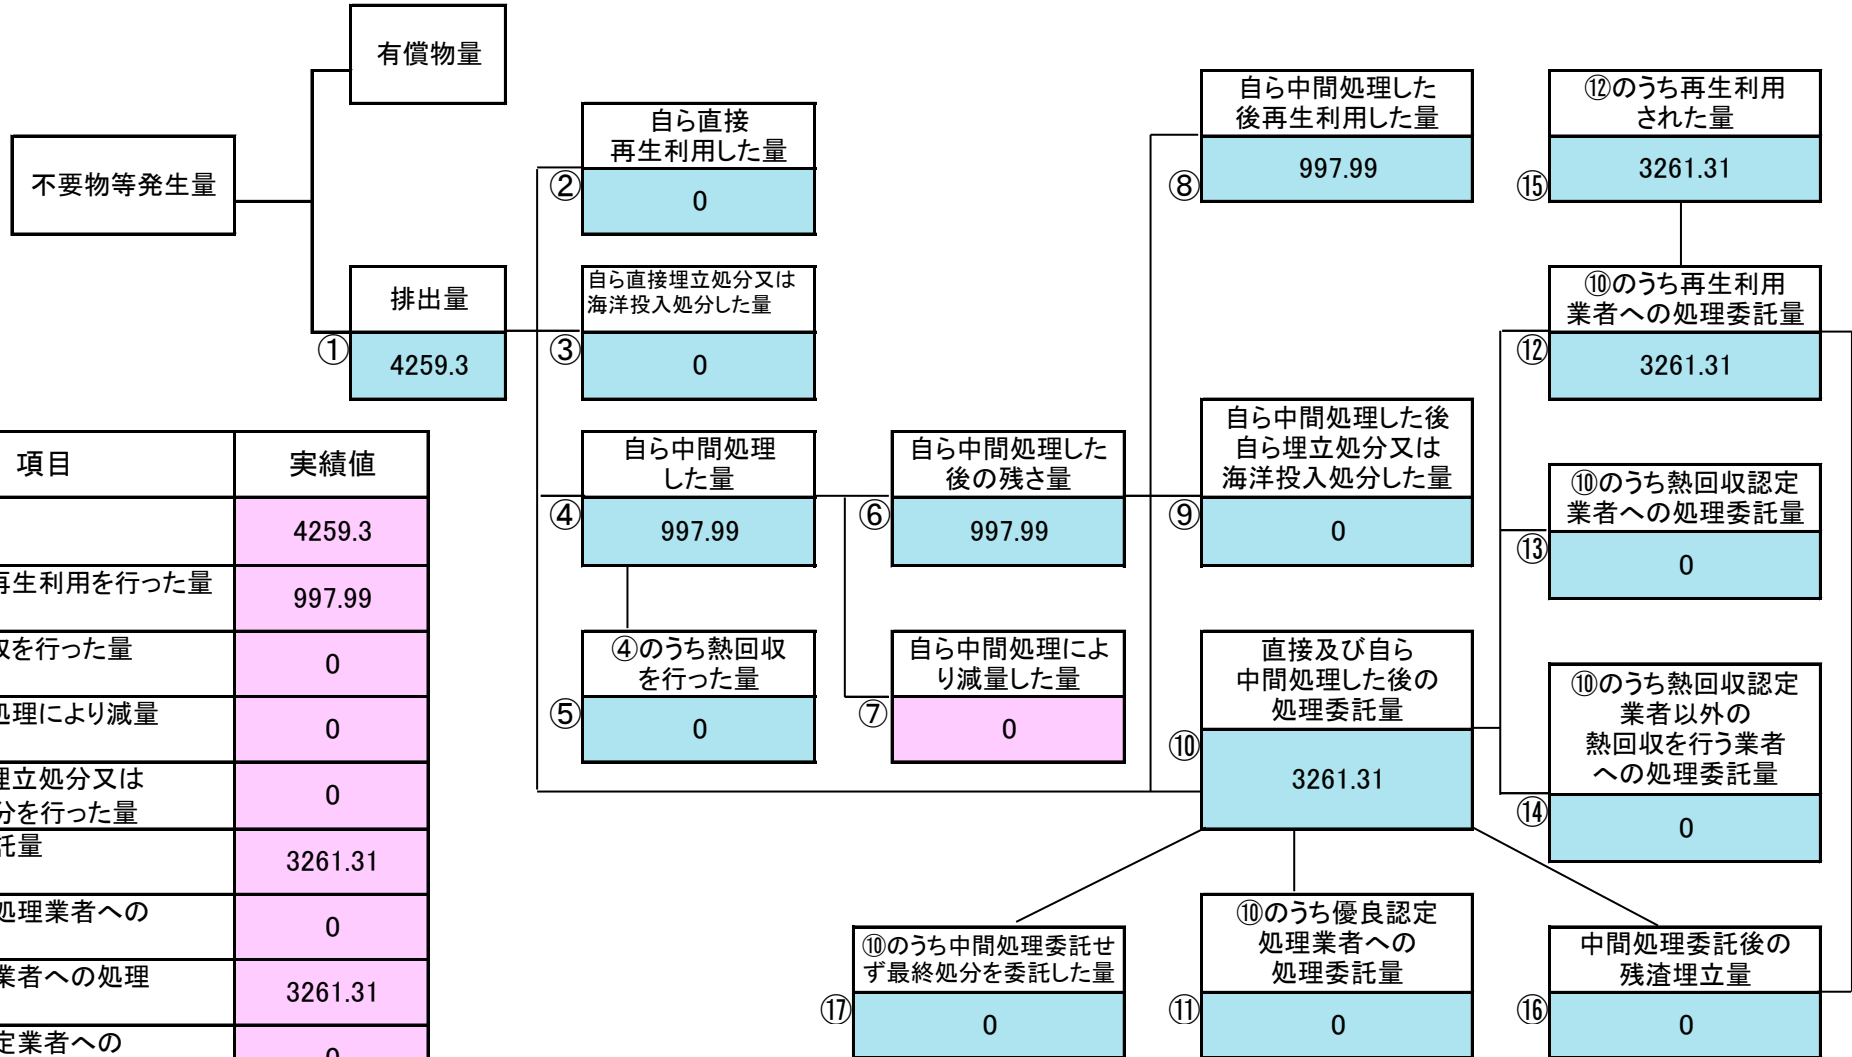 有償物量
不要物等発生量
排出量
①
4259.3
自ら直接
再生利用した量
②
0
自ら直接埋立処分又は
海洋投入処分した量
③
0
自ら中間処理
した量
④
997.99
④のうち熱回収
を行った量
⑤
0
自ら中間処理した
後の残さ量
⑥
997.99
自ら中間処理によ
り減量した量
⑦
0
自ら中間処理した
後再生利用した量
⑧
997.99
自ら中間処理した後
自ら埋立処分又は
海洋投入処分した量
⑨
0
直接及び自ら
中間処理した後の
処理委託量
⑩
3261.31
⑩のうち優良認定
処理業者への
処理委託量
⑪
0
⑫のうち再生利用
された量
⑮
3261.31
⑩のうち再生利用
業者への処理委託量
⑫
3261.31
⑩のうち熱回収認定
業者への処理委託量
⑬
0
⑩のうち熱回収認定
業者以外の
熱回収を行う業者
への処理委託量
⑭
0
中間処理委託後の
残渣埋立量
⑯
0
⑩のうち中間処理委託せ
ず最終処分を委託した量
⑰
0
項目 実績値
4259.3
再生利用を行った量 997.99
収を行った量 0
処理により減量 0
埋立処分又は
分を行った量 0
託量 3261.31
処理業者への 0
業者への処理 3261.31
定業者への 0